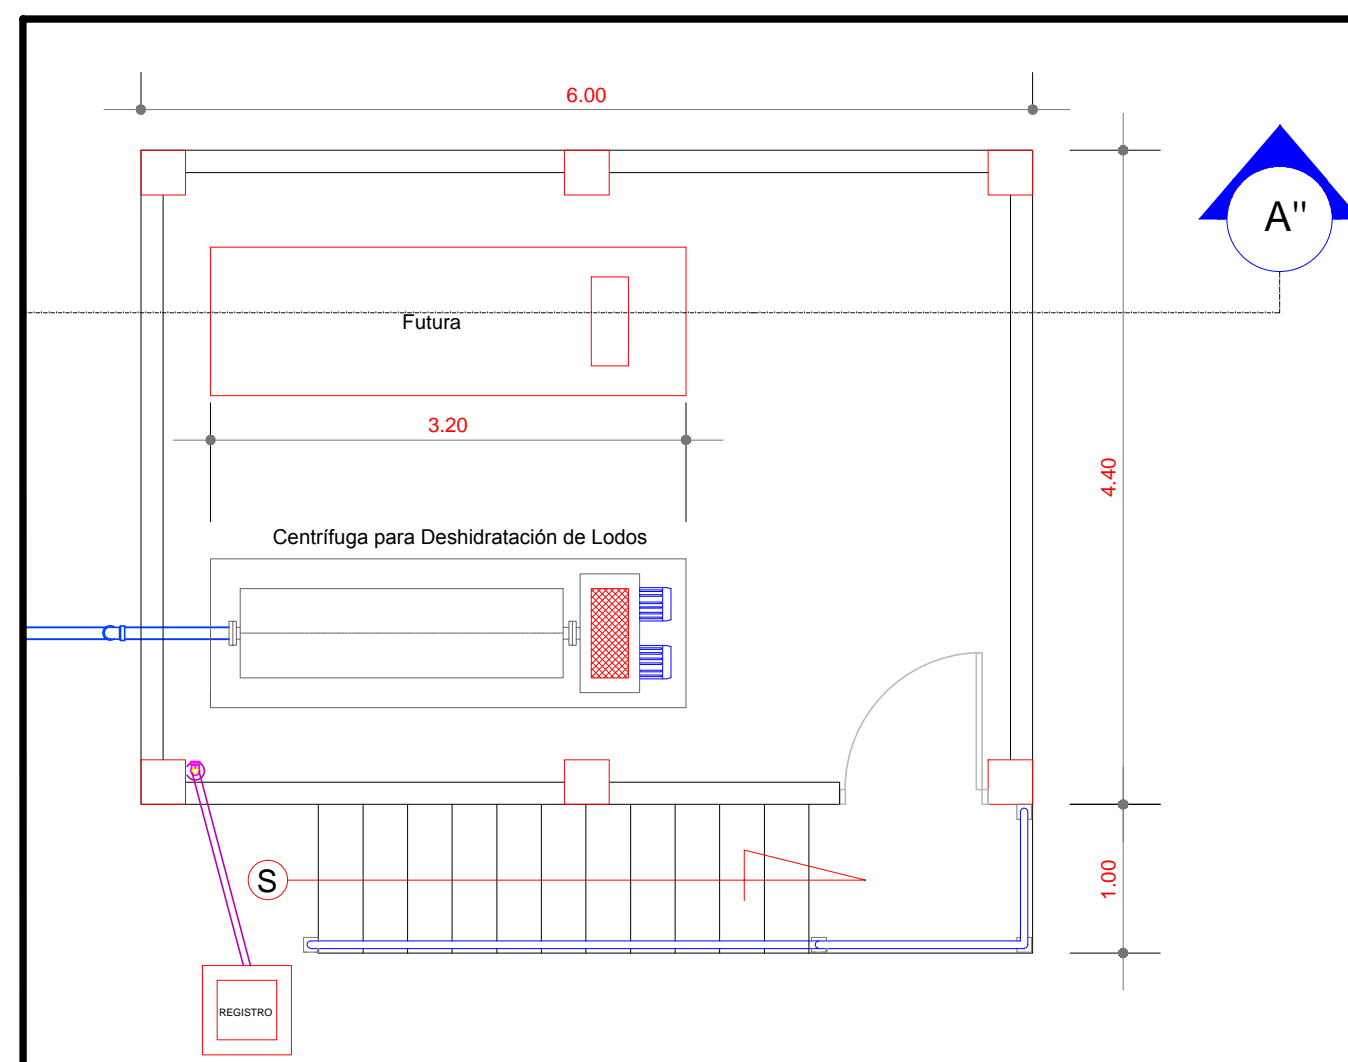 6.00
A"
Futura
3.20
4.40
Centrífuga para Deshidratación de Lodos
S
1.00
REGISTRO